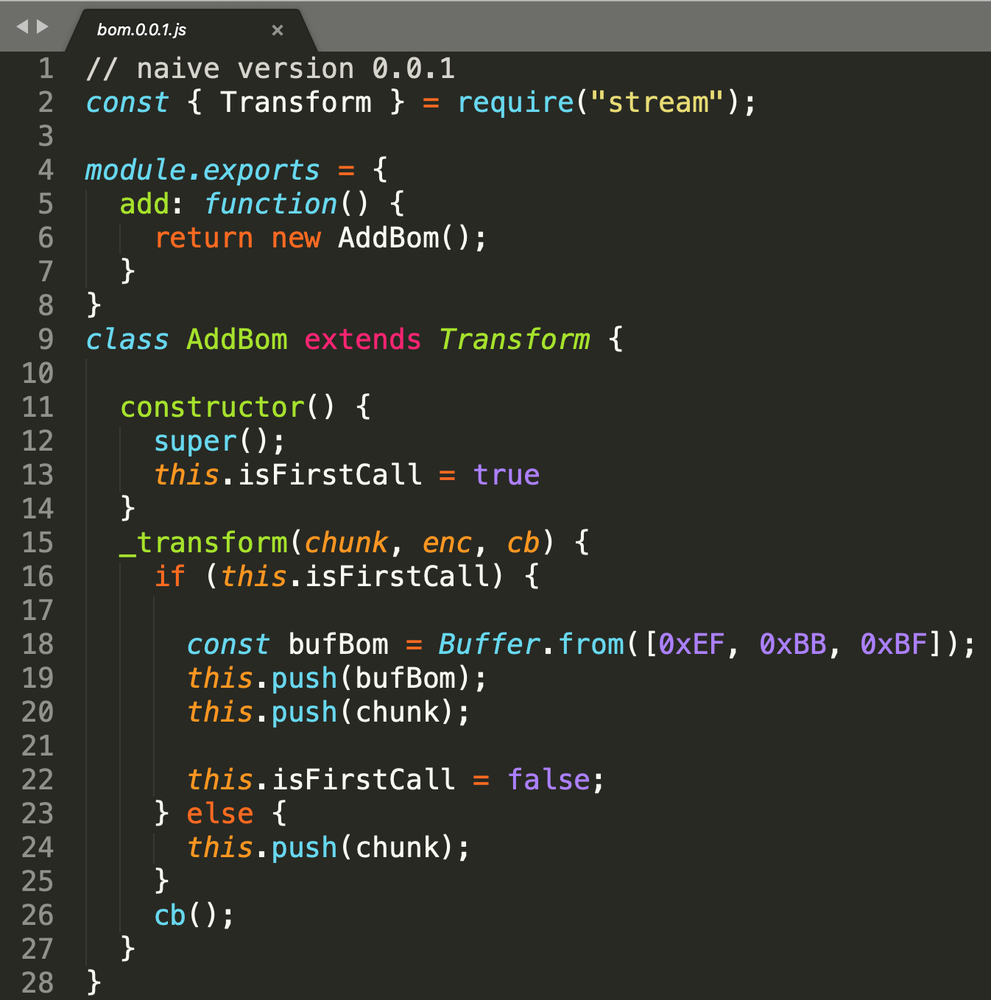 bom.0.0.1.js ×
1 // naive version 0.0.1
2 const { Transform } = require("stream");
3
4 module.exports = {
5   add: function() {
6     return new AddBom();
7   }
8 }
9 class AddBom extends Transform {
10
11   constructor() {
12     super();
13     this.isFirstCall = true
14   }
15   _transform(chunk, enc, cb) {
16     if (this.isFirstCall) {
17
18       const bufBom = Buffer.from([0xEF, 0xBB, 0xBF]);
19       this.push(bufBom);
20       this.push(chunk);
21
22       this.isFirstCall = false;
23     } else {
24       this.push(chunk);
25     }
26     cb();
27   }
28 }